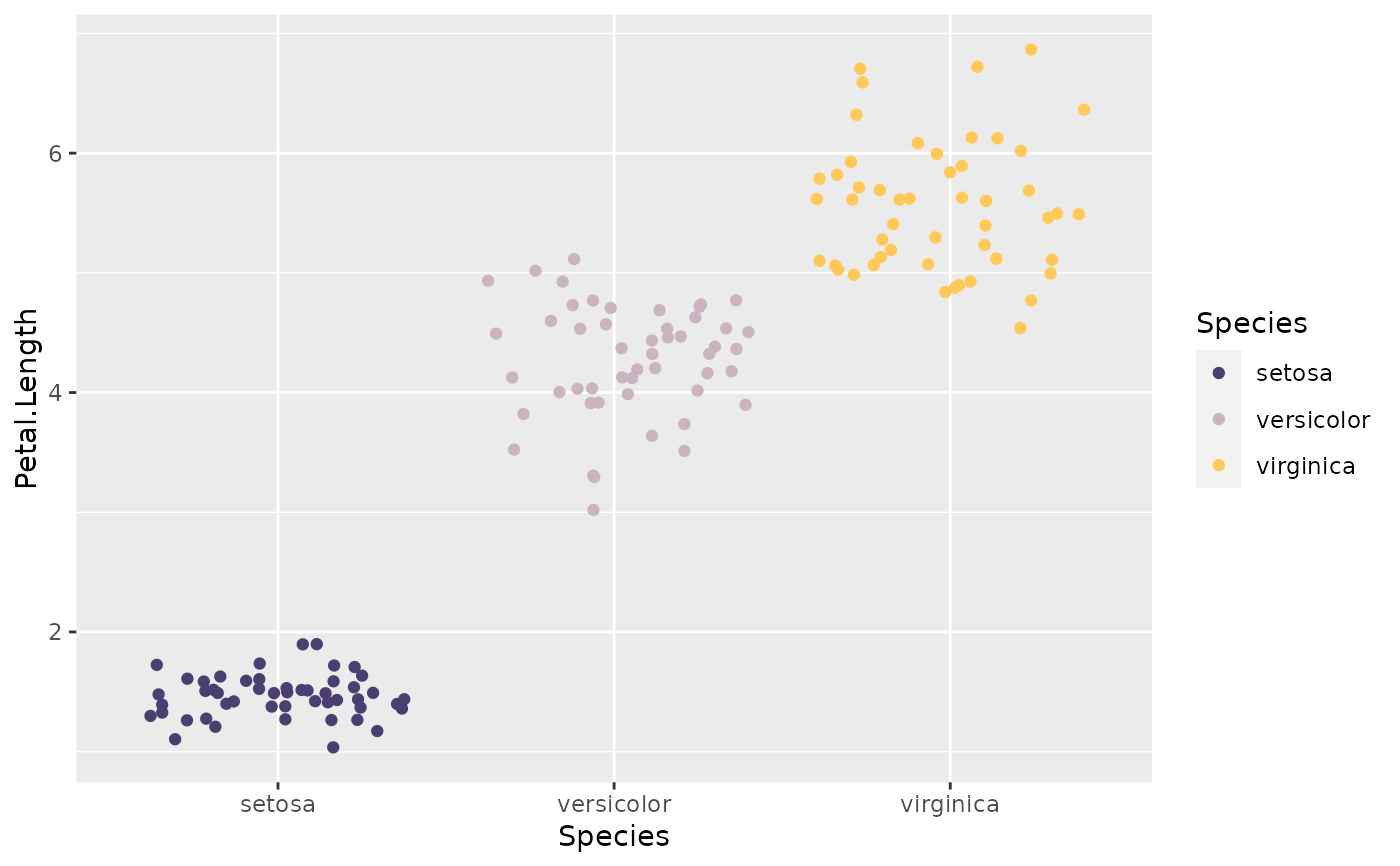 Petal.Length
6
4
2
setosa versicolor virginica
Species
Species
setosa
versicolor
virginica